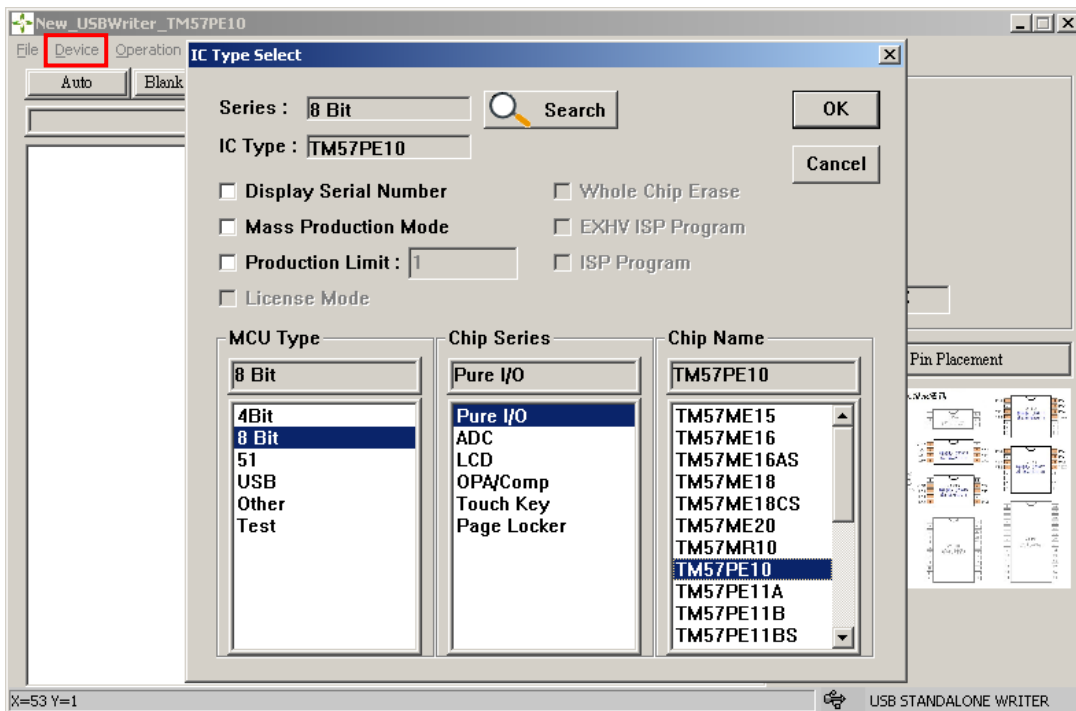 New_USBWriter_TM57PE10
File Device Operation
IC Type Select
Auto Blank
Series : 8 Bit Search OK
IC Type : TM57PE10
Cancel
Display Serial Number Whole Chip Erase
Mass Production Mode EXHV ISP Program
Production Limit : 1 ISP Program
License Mode
MCU Type Chip Series Chip Name
8 Bit Pure I/O TM57PE10
4Bit
8 Bit
51
USB
Other
Test
Pure I/O
ADC
LCD
OPA/Comp
Touch Key
Page Locker
TM57ME15
TM57ME16
TM57ME16AS
TM57ME18
TM57ME18CS
TM57ME20
TM57MR10
TM57PE10
TM57PE11A
TM57PE11B
TM57PE11BS
Pin Placement
X=53 Y=1
USB STANDALONE WRITER